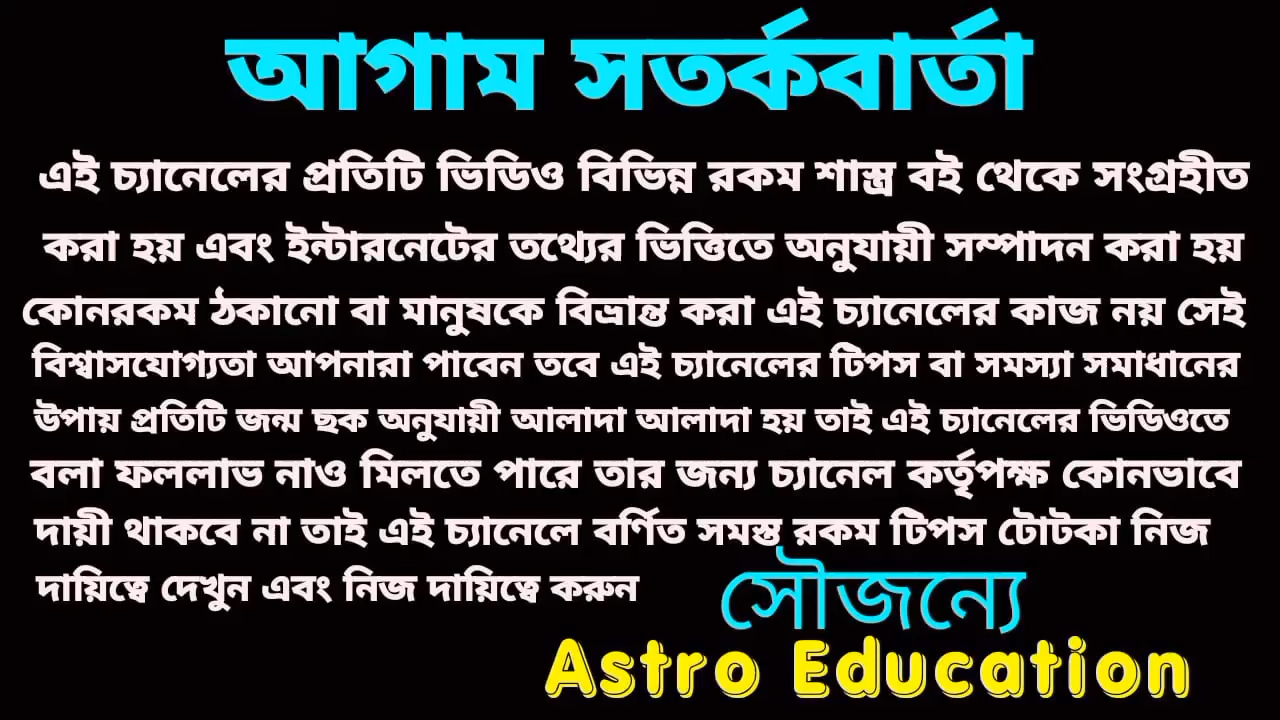 আগাম সতর্কবার্তা
এই চ্যানেলের প্রতিটি ভিডিও বিভিন্ন রকম শাস্ত্র বই থেকে সংগ্রহীত
করা হয় এবং ইন্টারনেটের তথ্যের ভিত্তিতে অনুযায়ী সম্পাদন করা হয়
কোনরকম ঠকানো বা মানুষকে বিভ্রান্ত করা এই চ্যানেলের কাজ নয় সেই
বিশ্বাসযোগ্যতা আপনারা পাবেন তবে এই চ্যানেলের টিপস বা সমস্যা সমাধানের
উপায় প্রতিটি জন্ম ছক অনুযায়ী আলাদা আলাদা হয় তাই এই চ্যানেলের ভিডিওতে
বলা ফললাভ নাও মিলতে পারে তার জন্য চ্যানেল কর্তৃপক্ষ কোনভাবে
দায়ী থাকবে না তাই এই চ্যানেলে বর্ণিত সমস্ত রকম টিপস টোটকা নিজ
দায়িত্বে দেখুন এবং নিজ দায়িত্বে করুন
সৌজন্যে
Astro Education